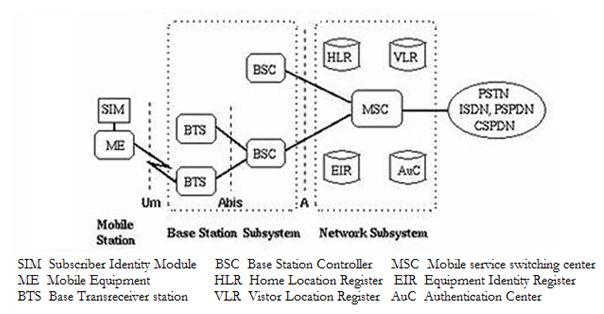 HLR VLR
BSC
PSTN
ISDN, PSPDN
CSPDN
SIM
MSC
BTS
ME
BSC
BTS
EIR AuC
Um Abis A
Mobile
Station
Base Station Subsystem Network Subsystem
SIM Subscriber Identity Module BSC Base Station Controller MSC Mobile service switching center
ME Mobile Equipment HLR Home Location Register EIR Equipment Identity Register
BTS Base Transreceiver station VLR Vistor Location Register AuC Authentication Center